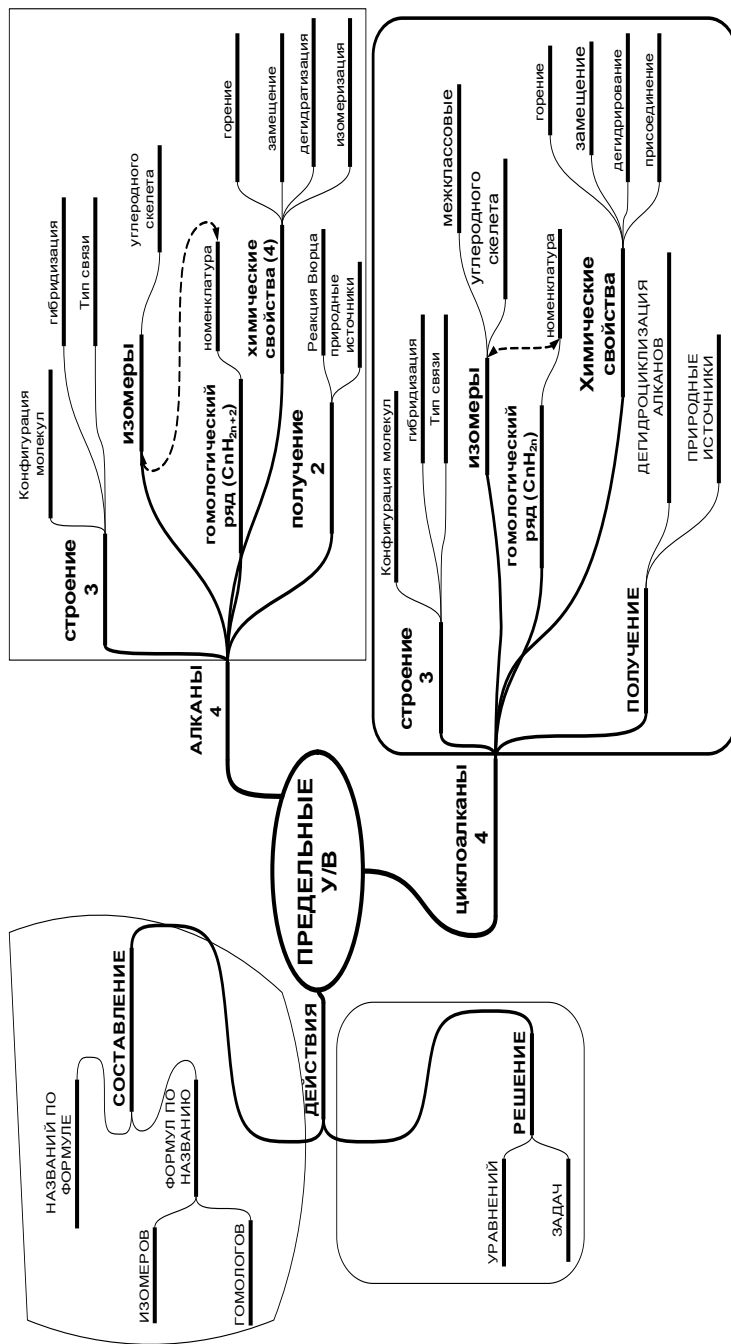 ПРЕДЕЛЬНЫЕ
У/В
АЛКАНЫ
4
строение
3
Конфигурация
молекул
гибридизация
Тип связи
изомеры
углеродного
скелета
гомологический
ряд (CnH2n+2)
номенклатура
химические
свойства (4)
горение
замещение
дегидратизация
изомеризация
получение
2
Реакция Вюрца
природные
источники
циклоалканы
4
строение
3
Конфигурация молекул
гибридизация
Тип связи
изомеры
межклассовые
углеродного
скелета
гомологический
ряд (CnH2n)
номенклатура
Химические
свойства
горение
замещение
дегидрирование
присоединение
ПОЛУЧЕНИЕ
ДЕГИДРОЦИКЛИЗАЦИЯ
АЛКАНОВ
ПРИРОДНЫЕ
ИСТОЧНИКИ
ДЕЙСТВИЯ
СОСТАВЛЕНИЕ
НАЗВАНИЙ ПО
ФОРМУЛЕ
ФОРМУЛ ПО
НАЗВАНИЮ
ИЗОМЕРОВ
ГОМОЛОГОВ
РЕШЕНИЕ
УРАВНЕНИЙ
ЗАДАЧ